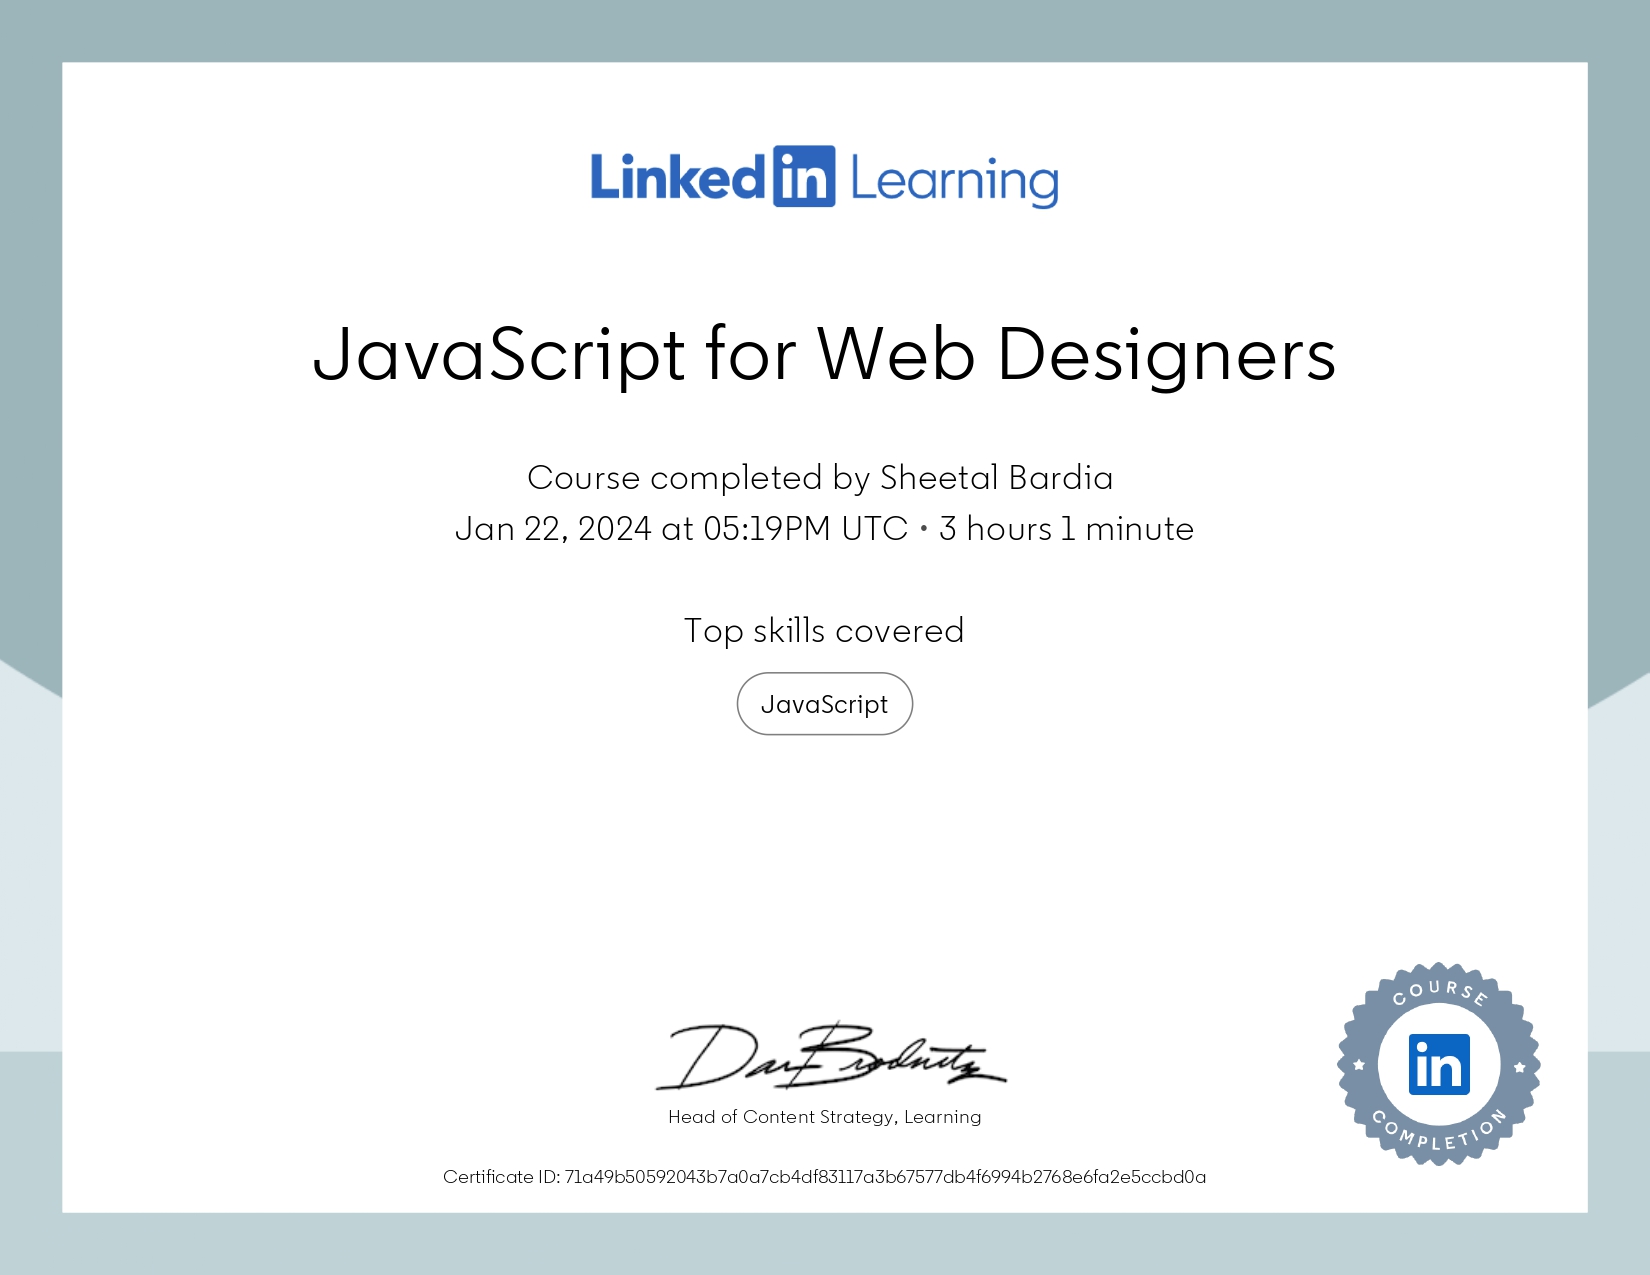 Linked in Learning
JavaScript for Web Designers
Course completed by Sheetal Bardia
Jan 22, 2024 at 05:19PM UTC • 3 hours 1 minute
Top skills covered
JavaScript
Dan Brodnitz
Head of Content Strategy, Learning
COURSE
in
COMPLETION
Certificate ID: 71a49b50592043b7a0a7cb4df83117a3b67577db4f6994b2768e6fa2e5ccbd0a